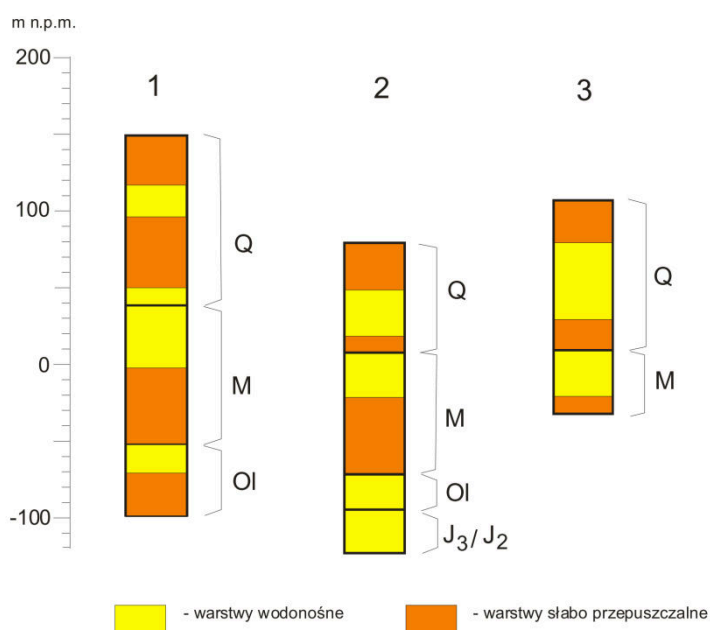 m n.p.m.
200
1
2
3
100
Q
Q
Q
0
M
M
M
Ol
Ol
-100
J3/J2
- warstwy wodonośne
- warstwy słabo przepuszczalne